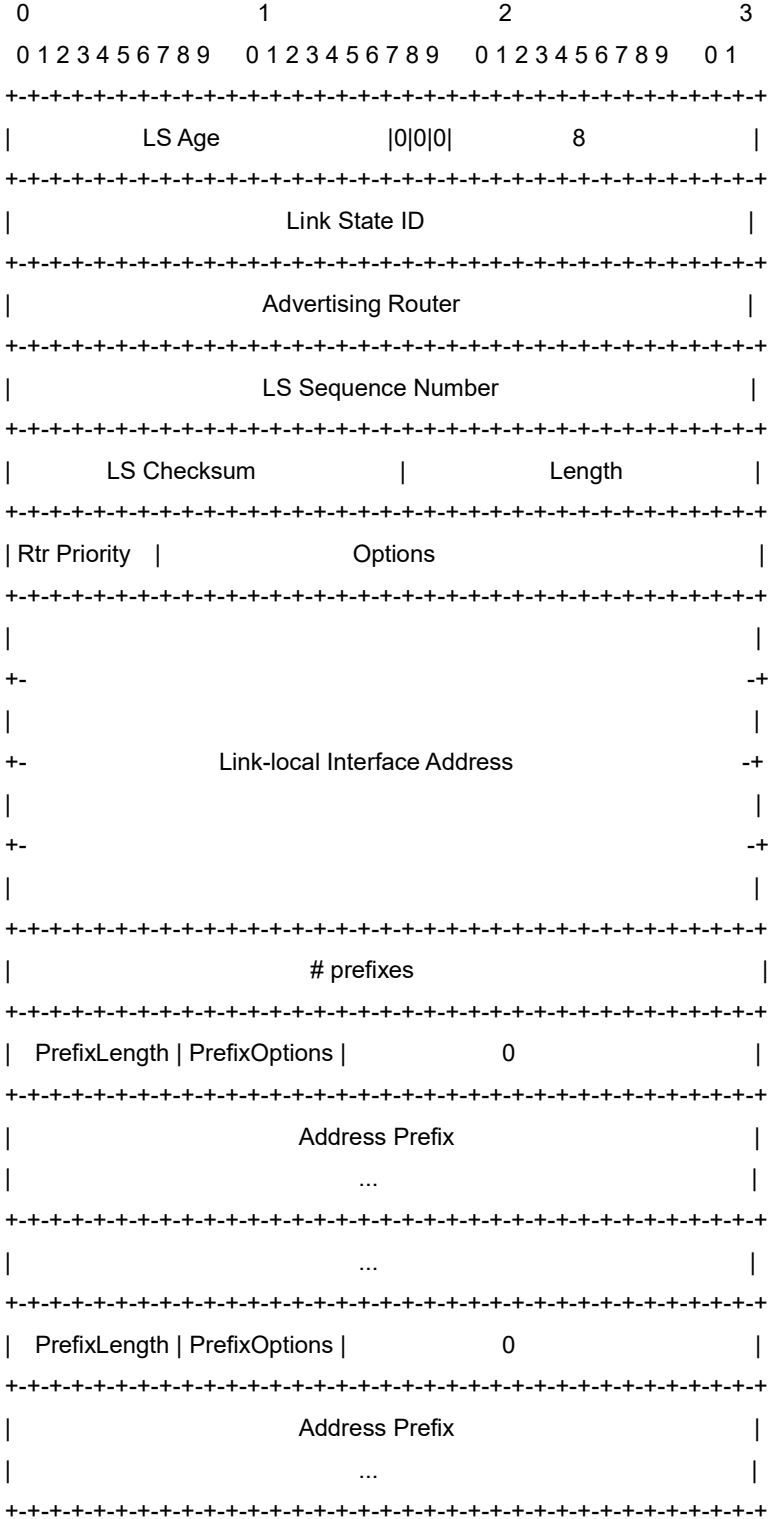 0 1 2 3
0 1 2 3 4 5 6 7 8 9 0 1 2 3 4 5 6 7 8 9 0 1 2 3 4 5 6 7 8 9 0 1
+-+-+-+-+-+-+-+-+-+-+-+-+-+-+-+-+-+-+-+-+-+-+-+-+-+-+-+-+-+-+-+-+-+-+
| LS Age |0|0|0| 8 |
+-+-+-+-+-+-+-+-+-+-+-+-+-+-+-+-+-+-+-+-+-+-+-+-+-+-+-+-+-+-+-+-+-+-+
| Link State ID |
+-+-+-+-+-+-+-+-+-+-+-+-+-+-+-+-+-+-+-+-+-+-+-+-+-+-+-+-+-+-+-+-+-+-+
| Advertising Router |
+-+-+-+-+-+-+-+-+-+-+-+-+-+-+-+-+-+-+-+-+-+-+-+-+-+-+-+-+-+-+-+-+-+-+
| LS Sequence Number |
+-+-+-+-+-+-+-+-+-+-+-+-+-+-+-+-+-+-+-+-+-+-+-+-+-+-+-+-+-+-+-+-+-+-+
| LS Checksum | Length |
+-+-+-+-+-+-+-+-+-+-+-+-+-+-+-+-+-+-+-+-+-+-+-+-+-+-+-+-+-+-+-+-+-+-+
| Rtr Priority | Options |
+-+-+-+-+-+-+-+-+-+-+-+-+-+-+-+-+-+-+-+-+-+-+-+-+-+-+-+-+-+-+-+-+-+-+
| |
+- -+
| |
+- Link-local Interface Address -+
| |
+- -+
| |
+-+-+-+-+-+-+-+-+-+-+-+-+-+-+-+-+-+-+-+-+-+-+-+-+-+-+-+-+-+-+-+-+-+-+
| # prefixes |
+-+-+-+-+-+-+-+-+-+-+-+-+-+-+-+-+-+-+-+-+-+-+-+-+-+-+-+-+-+-+-+-+-+-+
| PrefixLength | PrefixOptions | 0 |
+-+-+-+-+-+-+-+-+-+-+-+-+-+-+-+-+-+-+-+-+-+-+-+-+-+-+-+-+-+-+-+-+-+-+
| Address Prefix |
| ... |
+-+-+-+-+-+-+-+-+-+-+-+-+-+-+-+-+-+-+-+-+-+-+-+-+-+-+-+-+-+-+-+-+-+-+
| ... |
+-+-+-+-+-+-+-+-+-+-+-+-+-+-+-+-+-+-+-+-+-+-+-+-+-+-+-+-+-+-+-+-+-+-+
| PrefixLength | PrefixOptions | 0 |
+-+-+-+-+-+-+-+-+-+-+-+-+-+-+-+-+-+-+-+-+-+-+-+-+-+-+-+-+-+-+-+-+-+-+
| Address Prefix |
| ... |
+-+-+-+-+-+-+-+-+-+-+-+-+-+-+-+-+-+-+-+-+-+-+-+-+-+-+-+-+-+-+-+-+-+-+